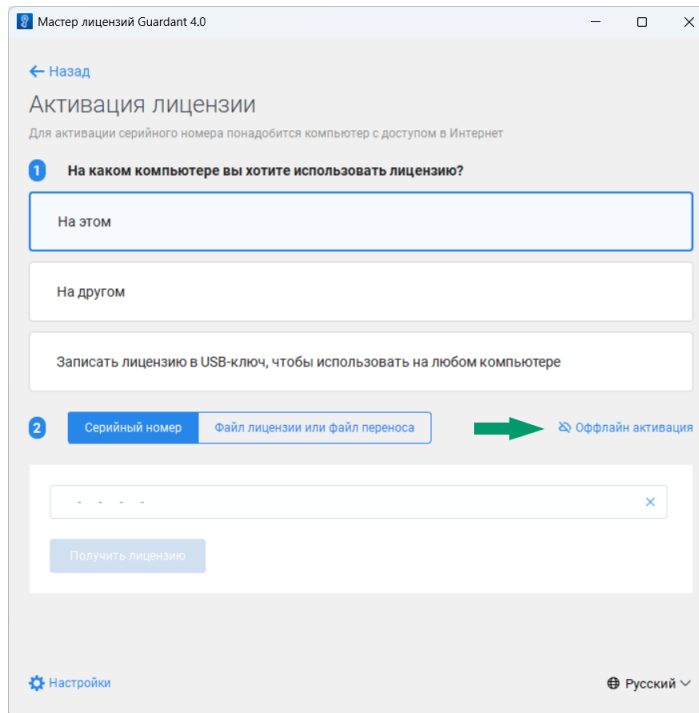 Мастер лицензий Guardant 4.0
Назад
Активация лицензии
Для активации серийного номера понадобится компьютер с доступом в Интернет
1 На каком компьютере вы хотите использовать лицензию?
На этом
На другом
Записать лицензию в USB-ключ, чтобы использовать на любом компьютере
2 Серийный номер Файл лицензии или файл переноса Оффлайн активация
- - - -
Получить лицензию
Настройки Русский